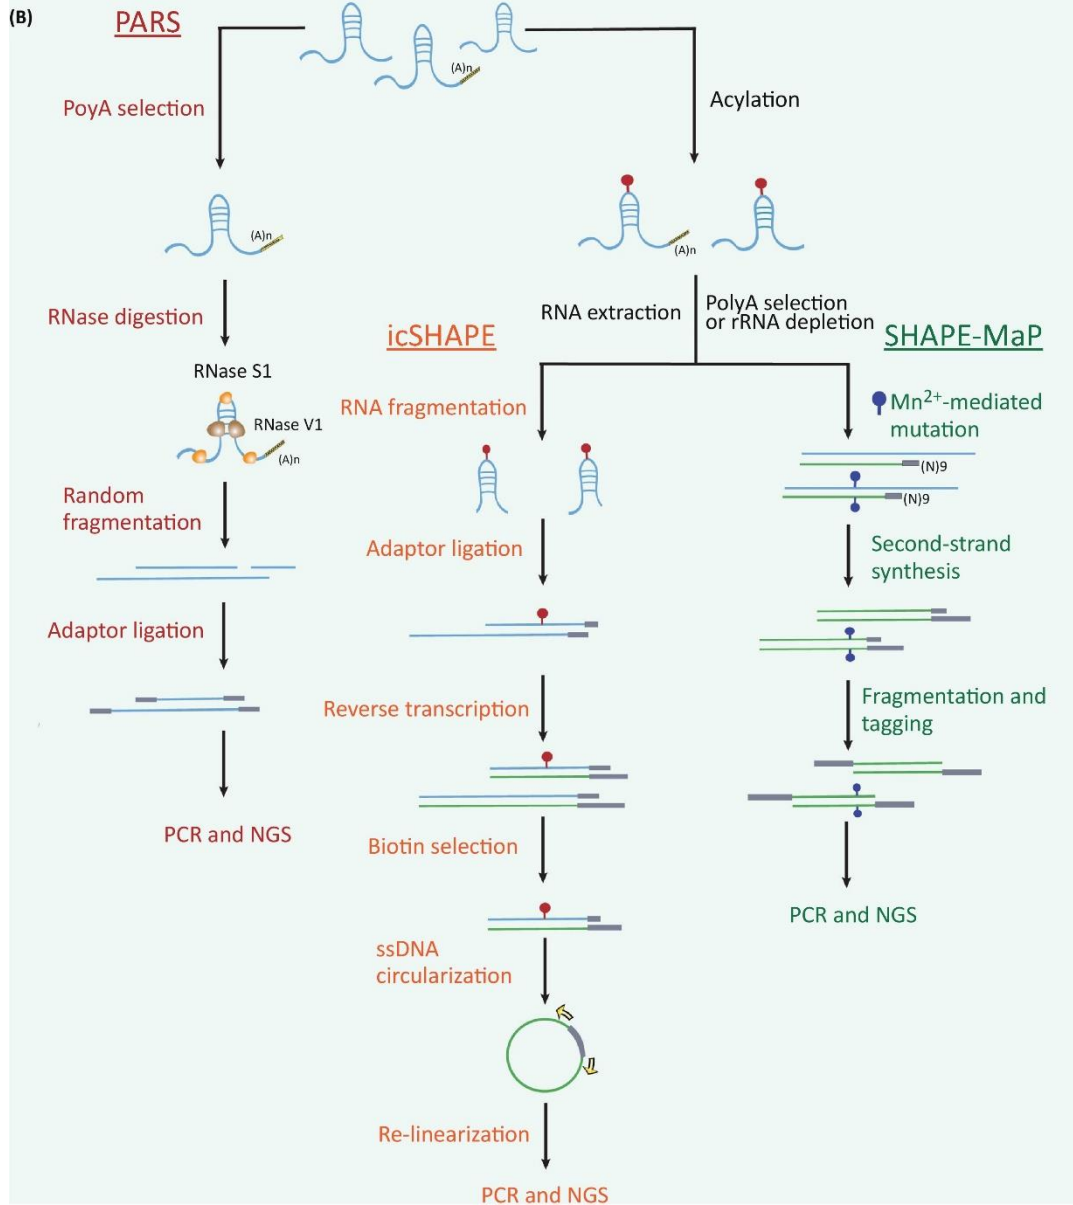 (B)
PARS
(A)n
PoyA selection
Acylation
(A)n
(A)n
RNase digestion
RNA extraction
PolyA selection
or rRNA depletion
icSHAPE
SHAPE-MaP
RNase S1
RNase V1
(A)n
RNA fragmentation
Mn2+-mediated
mutation
(N)9
(N)9
Random
fragmentation
Adaptor ligation
Second-strand
synthesis
Adaptor ligation
Reverse transcription
Fragmentation and
tagging
PCR and NGS
Biotin selection
PCR and NGS
ssDNA
circularization
Re-linearization
PCR and NGS